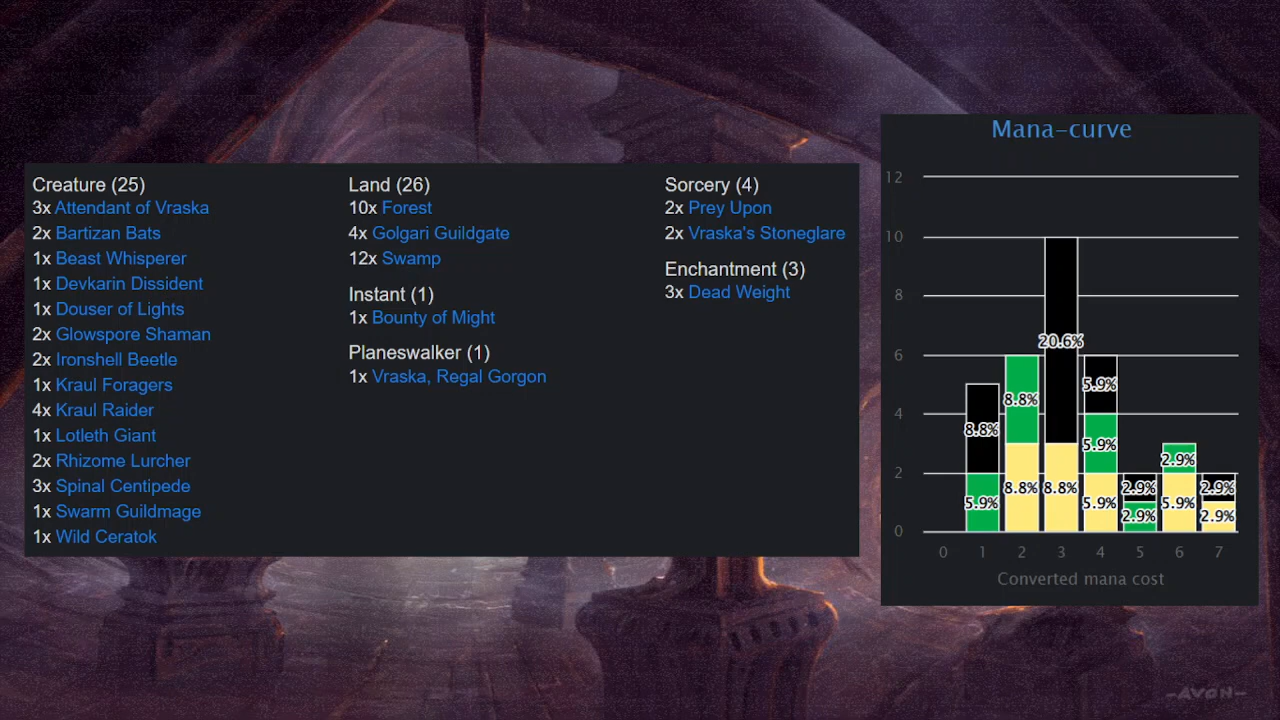 Creature (25)
3x Attendant of Vraska
2x Bartizan Bats
1x Beast Whisperer
1x Devkarin Dissident
1x Douser of Lights
2x Glowspore Shaman
2x Ironshell Beetle
1x Kraul Foragers
4x Kraul Raider
1x Lotleth Giant
2x Rhizome Lurcher
3x Spinal Centipede
1x Swarm Guildmage
1x Wild Ceratok
Land (26)
10x Forest
4x Golgari Guildgate
12x Swamp
Instant (1)
1x Bounty of Might
Planeswalker (1)
1x Vraska, Regal Gorgon
Sorcery (4)
2x Prey Upon
2x Vraska's Stoneglare
Enchantment (3)
3x Dead Weight
Mana-curve
12
10
8
6
4
2
0
8.8%
5.9%
8.8%
8.8%
20.6%
8.8%
5.9%
5.9%
5.9%
2.9%
2.9%
2.9%
5.9%
2.9%
2.9%
0 1 2 3 4 5 6 7
Converted mana cost
-AVON-